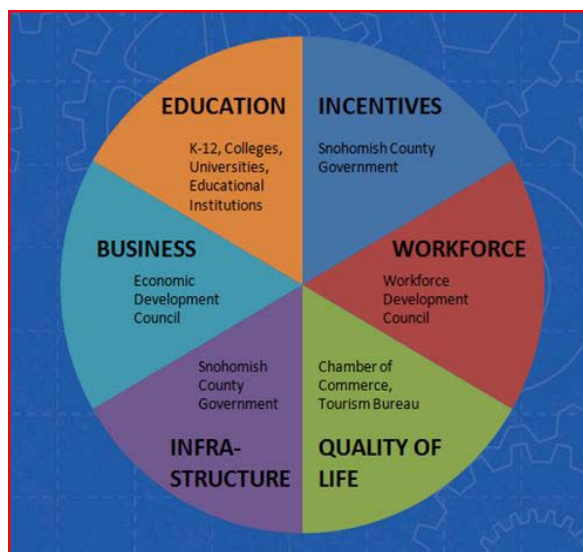 EDUCATION
K-12, Colleges,
Universities,
Educational
Institutions
INCENTIVES
Snohomish County
Government
BUSINESS
Economic
Development
Council
WORKFORCE
Workforce
Development
Council
Snohomish
County
Government
INFRA-
STRUCTURE
Chamber of
Commerce,
Tourism Bureau
QUALITY OF
LIFE